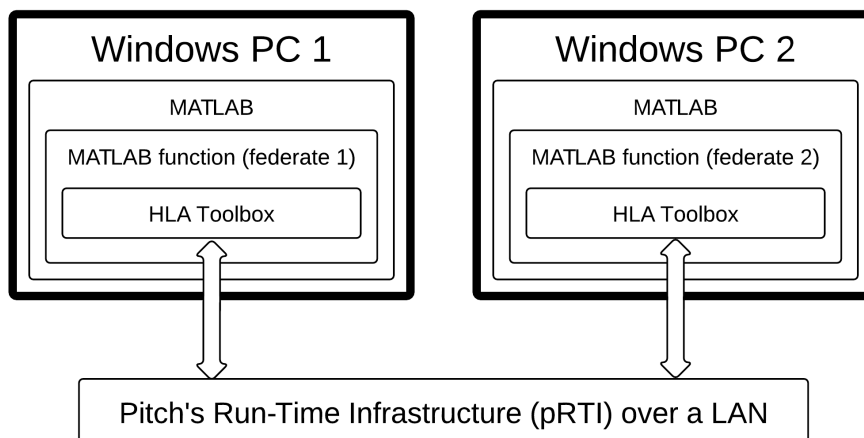 Windows PC 1
MATLAB
MATLAB function (federate 1)
HLA Toolbox
Windows PC 2
MATLAB
MATLAB function (federate 2)
HLA Toolbox
Pitch's Run-Time Infrastructure (pRTI) over a LAN